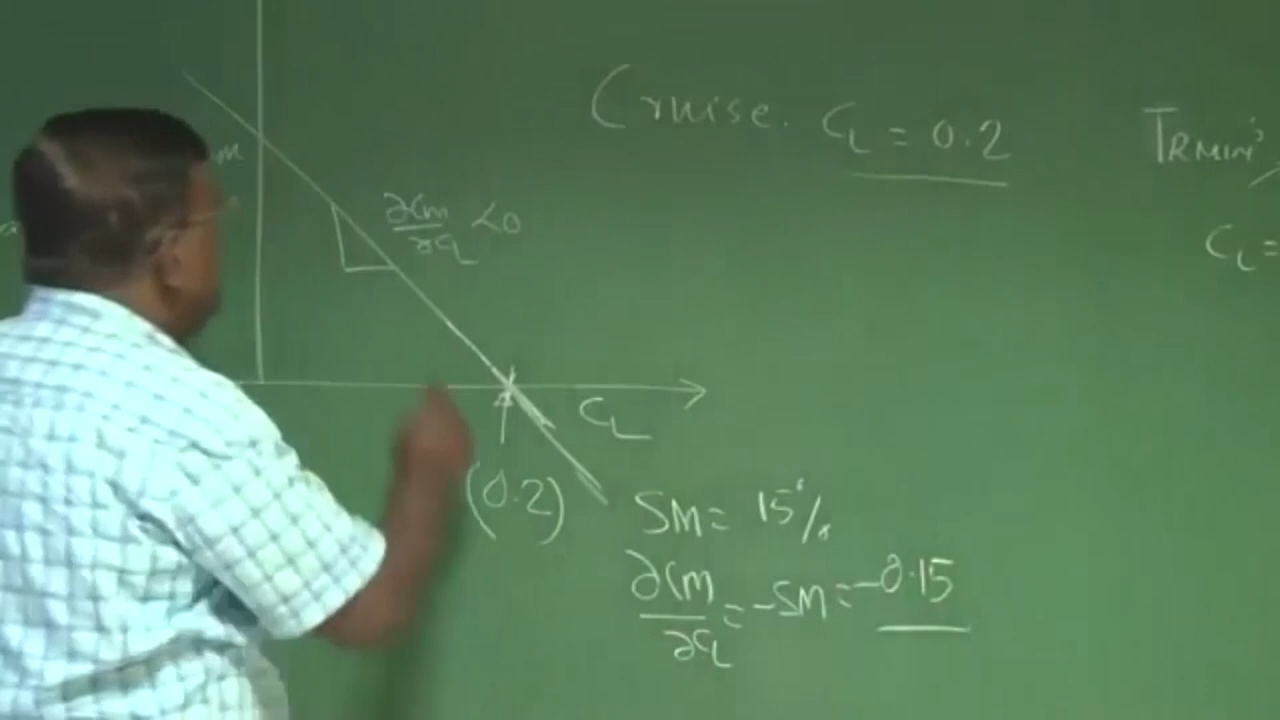 Cruise. CL = 0.2
TRMIN'S
CL =
m
∂Cm/∂CL <0
CL
(0.2)
SM = 15%
∂Cm/∂CL = -SM = -0.15